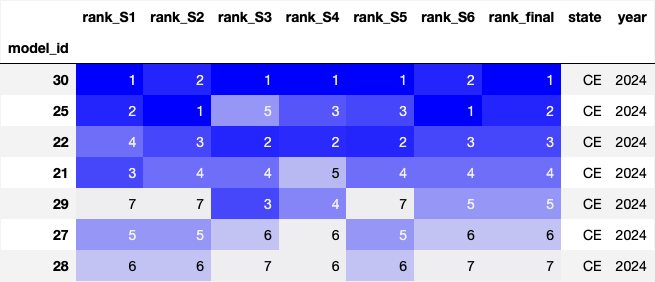 rank_S1 rank_S2 rank_S3 rank_S4 rank_S5 rank_S6 rank_final state year
model_id
30 1 2 1 1 1 2 1 CE 2024
25 2 1 5 3 3 1 2 CE 2024
22 4 3 2 2 2 3 3 CE 2024
21 3 4 4 5 4 4 4 CE 2024
29 7 7 3 4 7 5 5 CE 2024
27 5 5 6 6 5 6 6 CE 2024
28 6 6 7 6 6 7 7 CE 2024